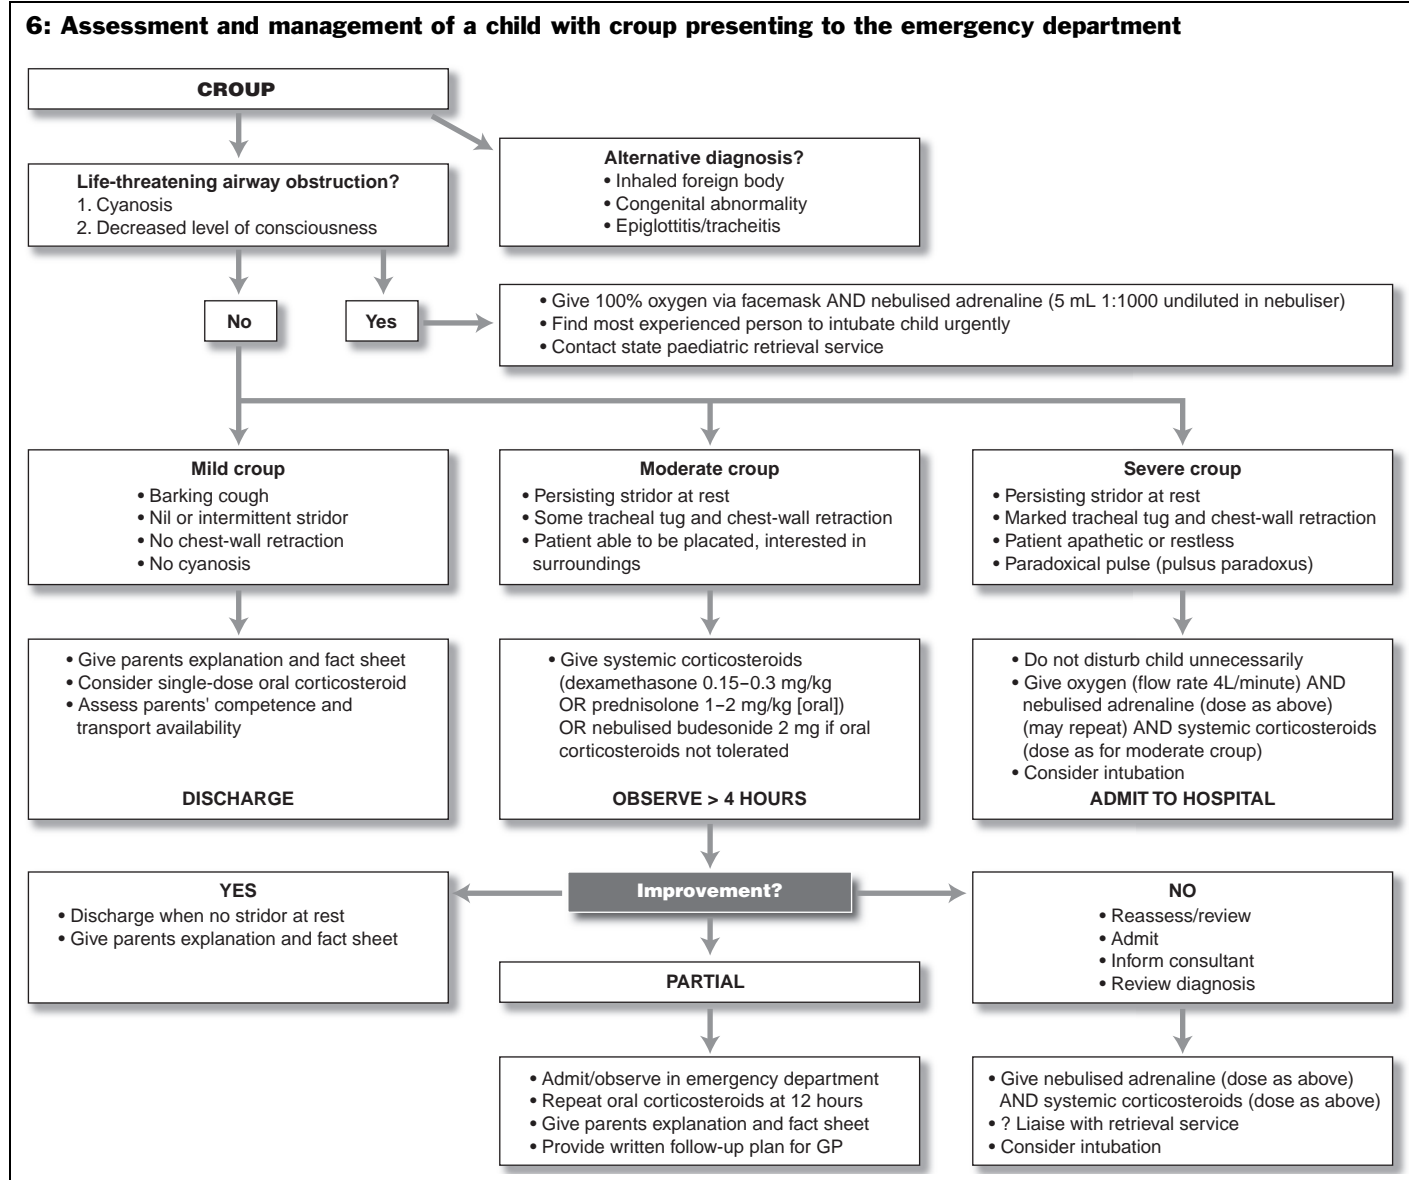 6: Assessment and management of a child with croup presenting to the emergency department
CROUP
Alternative diagnosis?
• Inhaled foreign body
• Congenital abnormality
• Epiglottitis/tracheitis
Life-threatening airway obstruction?
1. Cyanosis
2. Decreased level of consciousness
No
Yes
• Give 100% oxygen via facemask AND nebulised adrenaline (5 mL 1:1000 undiluted in nebuliser)
• Find most experienced person to intubate child urgently
• Contact state paediatric retrieval service
Mild croup
• Barking cough
• Nil or intermittent stridor
• No chest-wall retraction
• No cyanosis
Moderate croup
• Persisting stridor at rest
• Some tracheal tug and chest-wall retraction
• Patient able to be placated, interested in
surroundings
Severe croup
• Persisting stridor at rest
• Marked tracheal tug and chest-wall retraction
• Patient apathetic or restless
• Paradoxical pulse (pulsus paradoxus)
• Give parents explanation and fact sheet
• Consider single-dose oral corticosteroid
• Assess parents' competence and
transport availability
DISCHARGE
• Give systemic corticosteroids
(dexamethasone 0.15–0.3 mg/kg
OR prednisolone 1–2 mg/kg [oral])
OR nebulised budesonide 2 mg if oral
corticosteroids not tolerated
OBSERVE > 4 HOURS
• Do not disturb child unnecessarily
• Give oxygen (flow rate 4L/minute) AND
nebulised adrenaline (dose as above)
(may repeat) AND systemic corticosteroids
(dose as for moderate croup)
• Consider intubation
ADMIT TO HOSPITAL
Improvement?
YES
• Discharge when no stridor at rest
• Give parents explanation and fact sheet
PARTIAL
NO
• Reassess/review
• Admit
• Inform consultant
• Review diagnosis
• Admit/observe in emergency department
• Repeat oral corticosteroids at 12 hours
• Give parents explanation and fact sheet
• Provide written follow-up plan for GP
• Give nebulised adrenaline (dose as above)
AND systemic corticosteroids (dose as above)
• ? Liaise with retrieval service
• Consider intubation